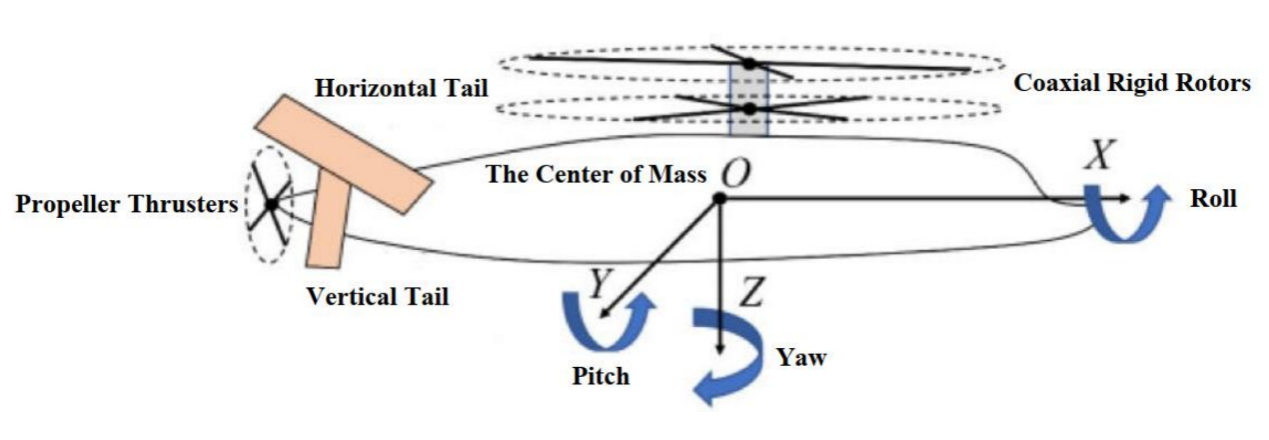 Horizontal Tail
Coaxial Rigid Rotors
The Center of Mass O
X
Propeller Thrusters
Roll
Vertical Tail
Y
Z
Yaw
Pitch